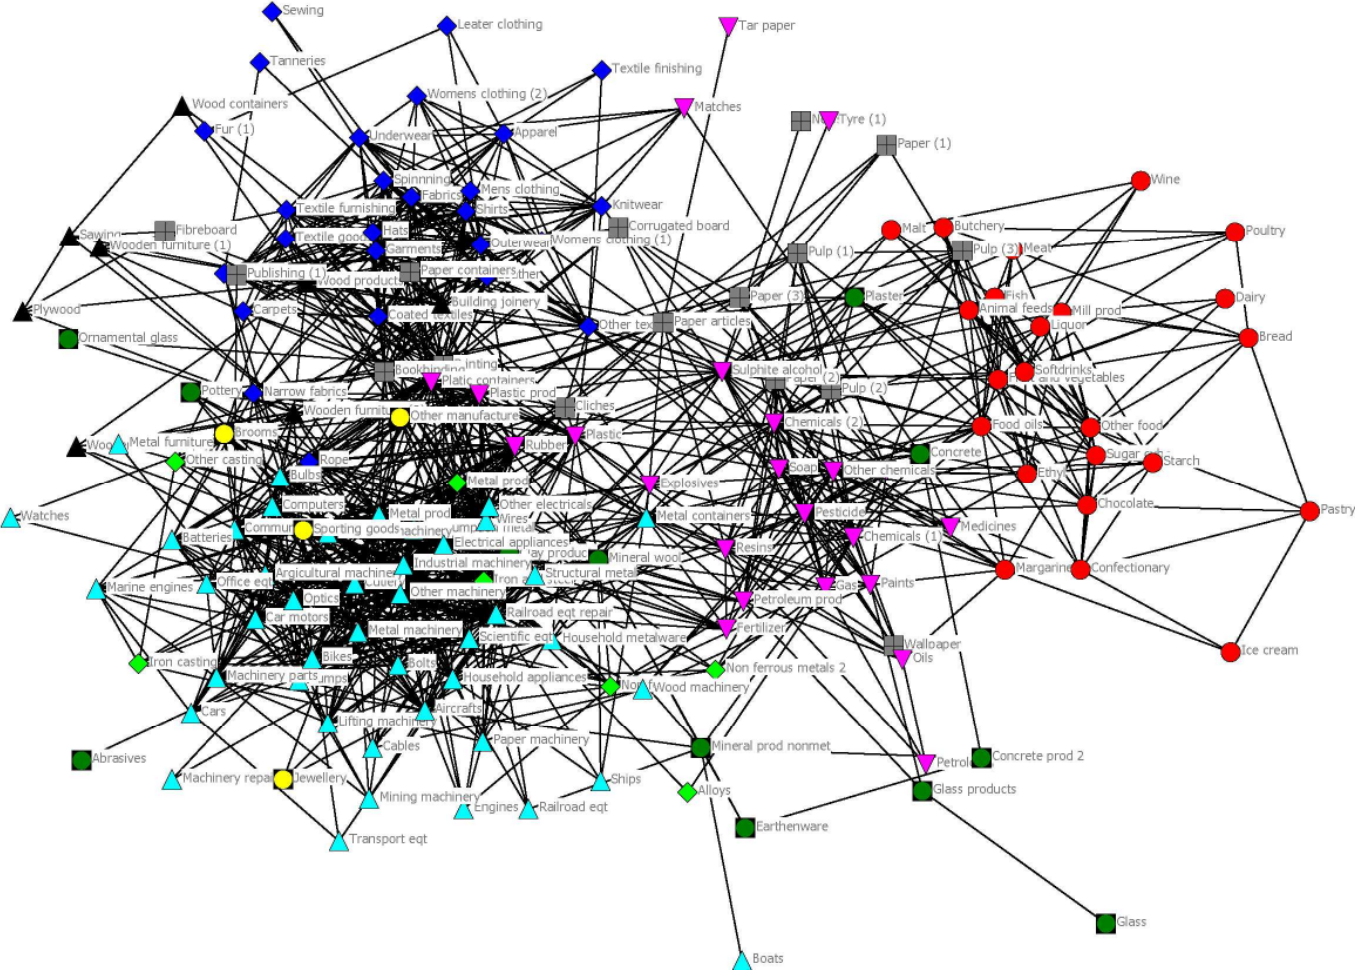 Sewing
Leater clothing
Tar paper
Tanneries
Textile finishing
Womens clothing (2)
Wood containers
Matches
Tyre (1)
Fur (1)
Underwear
Apparel
Paper (1)
Spinnning
Wine
Fabrics
Mens clothing
Textile furnishing
Shirts
Knitwear
Fibreboard
Hats
Corrugated board
Malt
Butchery
Poultry
Sawing
Textile
Wooden furniture (1)
Garments
Outerwear
Womens clothing (1)
Pulp (1)
Pulp (3)
Meat
Publishing (1)
Paper containers
Wood products
Paper (3)
Plaster
Fish
Dairy
Plywood
Carpets
Building joinery
Coated textiles
Animal feeds
Mill prod
Other
Paper articles
Liquor
Ornamental glass
Bread
Bookbinding
Sulphite alcohol
Softdrinks
Platic containers
(2)
Pulp (2)
and vegetables
Pottery
Narrow fabrics
Plastic prod
Wooden
Other manufacture
Cliches
Chemicals (2)
Food oils
Other food
Brooms
Plastic
Metal furniture
Rubber
Concrete
Sugar
Other casting
Rope
Soap
Other chemicals
Starch
Bulbs
Metal prod
Explosives
Ethyl
Computers
Other electricals
Chocolate
Pastry
Watches
Metal prod
Wires
Metal containers
Pesticide
Medicines
Sporting goods
Batteries
Electrical appliances
Resins
Chemicals (1)
Mineral wool
Industrial machinery
Margarine
Confectionary
Argicultural machinery
Structural metal
Office eqt
Gas
Paints
Marine engines
Other machinery
Optics
Petroleum prod
Car motors
Railroad eqt repair
Fertilizer
Metal machinery
Scientific eqt
Household metalware
Wallpaper
Ice cream
Bikes
Oils
Iron casting
Bolts
Non ferrous metals 2
Machinery parts
Household appliances
Wood machinery
Cars
Aircrafts
Lifting machinery
Paper machinery
Cables
Mineral prod nonmet
Abrasives
Concrete prod 2
Machinery
Jewellery
Ships
Glass products
Alloys
Mining machinery
Engines
Railroad eqt
Earthenware
Transport eqt
Glass
Boats